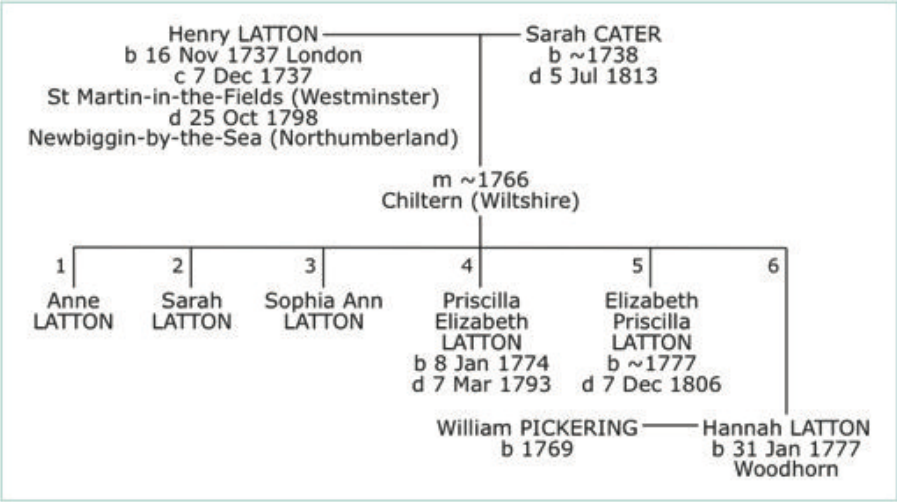 Henry LATTON
b 16 Nov 1737 London
c 7 Dec 1737
St Martin-in-the-Fields (Westminster)
d 25 Oct 1798
Newbiggin-by-the-Sea (Northumberland)
Sarah CATER
b ~1738
d 5 Jul 1813
m ~1766
Chiltern (Wiltshire)
1
Anne
LATTON
2
Sarah
LATTON
3
Sophia Ann
LATTON
4
Priscilla
Elizabeth
LATTON
b 8 Jan 1774
d 7 Mar 1793
5
Elizabeth
Priscilla
LATTON
b ~1777
d 7 Dec 1806
6
William PICKERING
b 1769
Hannah LATTON
b 31 Jan 1777
Woodhorn